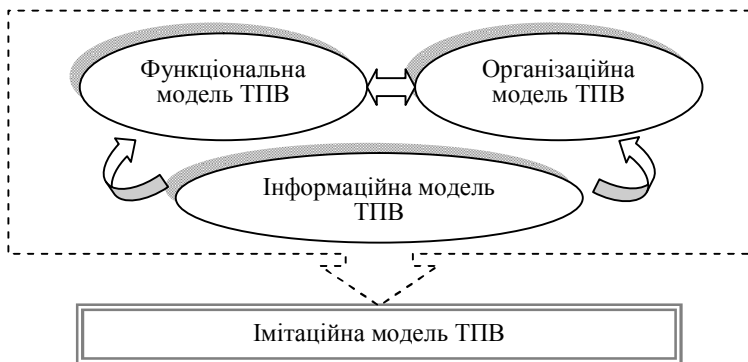 Функціональна
модель ТПВ
Організаційна
модель ТПВ
Інформаційна модель
ТПВ
Імітаційна модель ТПВ